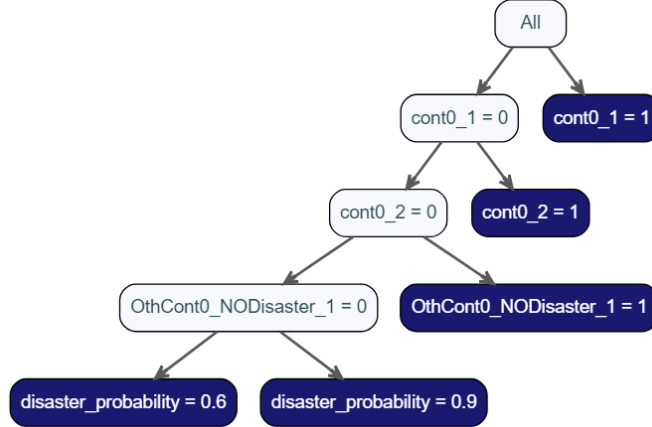 All
cont0_1 = 0
cont0_1 = 1
cont0_2 = 0
cont0_2 = 1
OthCont0_NODisaster_1 = 0
OthCont0_NODisaster_1 = 1
disaster_probability = 0.6
disaster_probability = 0.9